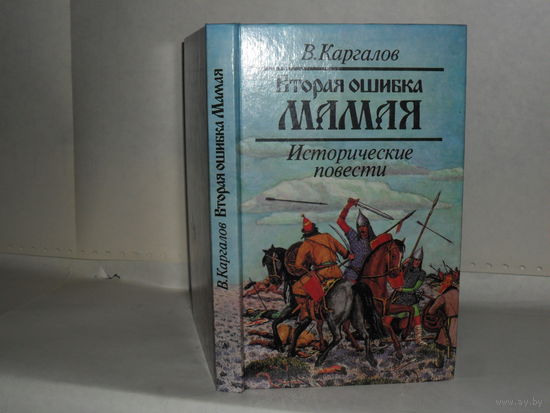 В.Каргалов
Вторая ошибка
МАМАЯ
Исторические
повести
В.Каргалов Вторая ошибка Мамая
www.ay.by